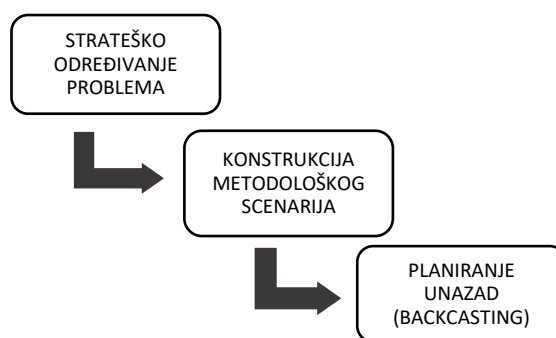 STRATEŠKO
ODREĐIVANJE
PROBLEMA
KONSTRUKCIJA
METODOLOŠKOG
SCENARIJA
PLANIRANJE
UNAZAD
(BACKCASTING)